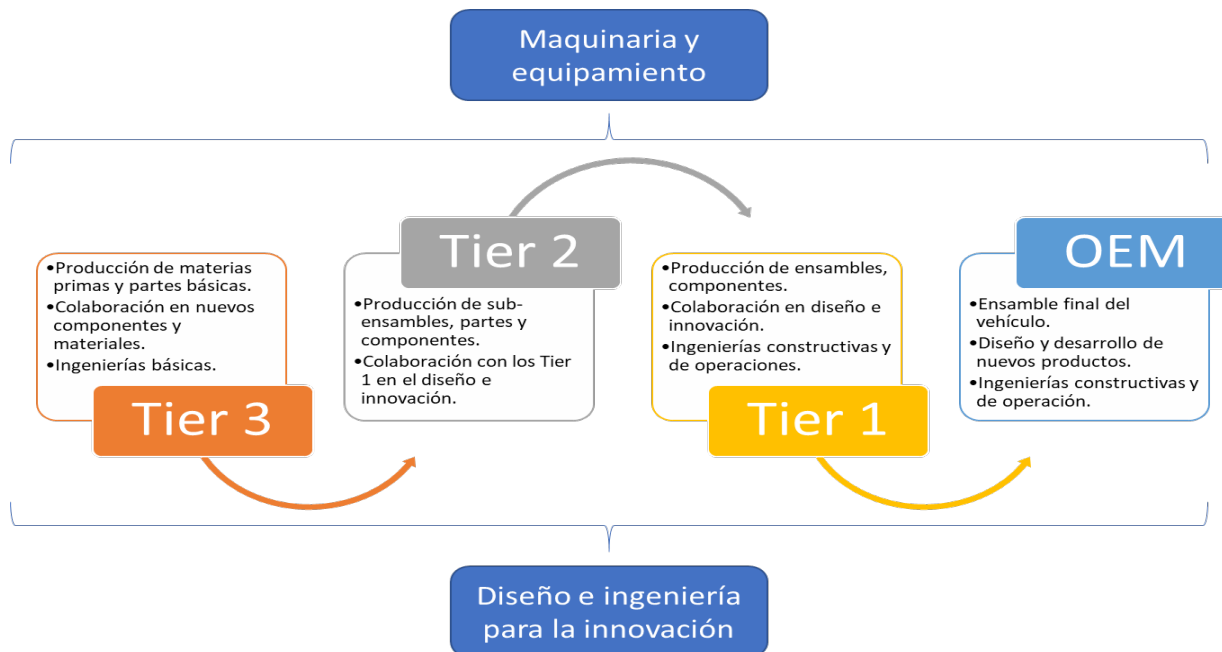 Maquinaria y
equipamiento
•Producción de materias
primas y partes básicas.
•Colaboración en nuevos
componentes y
materiales.
•Ingenierías básicas.
Tier 3
Tier 2
•Producción de sub-
ensambles, partes y
componentes.
•Colaboración con los Tier
1 en el diseño e
innovación.
•Producción de ensambles,
componentes.
•Colaboración en diseño e
innovación.
•Ingenierías constructivas y
de operaciones.
Tier 1
OEM
•Ensamble final del
vehículo.
•Diseño y desarrollo de
nuevos productos.
•Ingenierías constructivas y
de operación.
Diseño e ingeniería
para la innovación